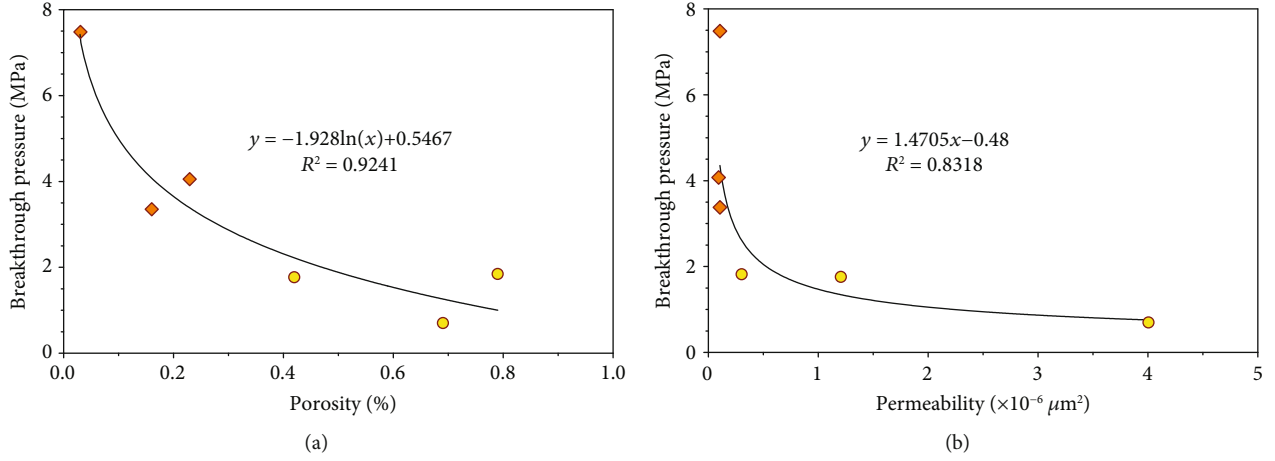 8
6
4
2
0
Breakthrough pressure (MPa)
y = −1.928ln(x)+0.5467
R² = 0.9241
0.0 0.2 0.4 0.6 0.8 1.0
Porosity (%)
(a)
8
6
4
2
0
Breakthrough pressure (MPa)
y = 1.4705x−0.48
R² = 0.8318
0 1 2 3 4 5
Permeability (×10⁻⁶ μm²)
(b)